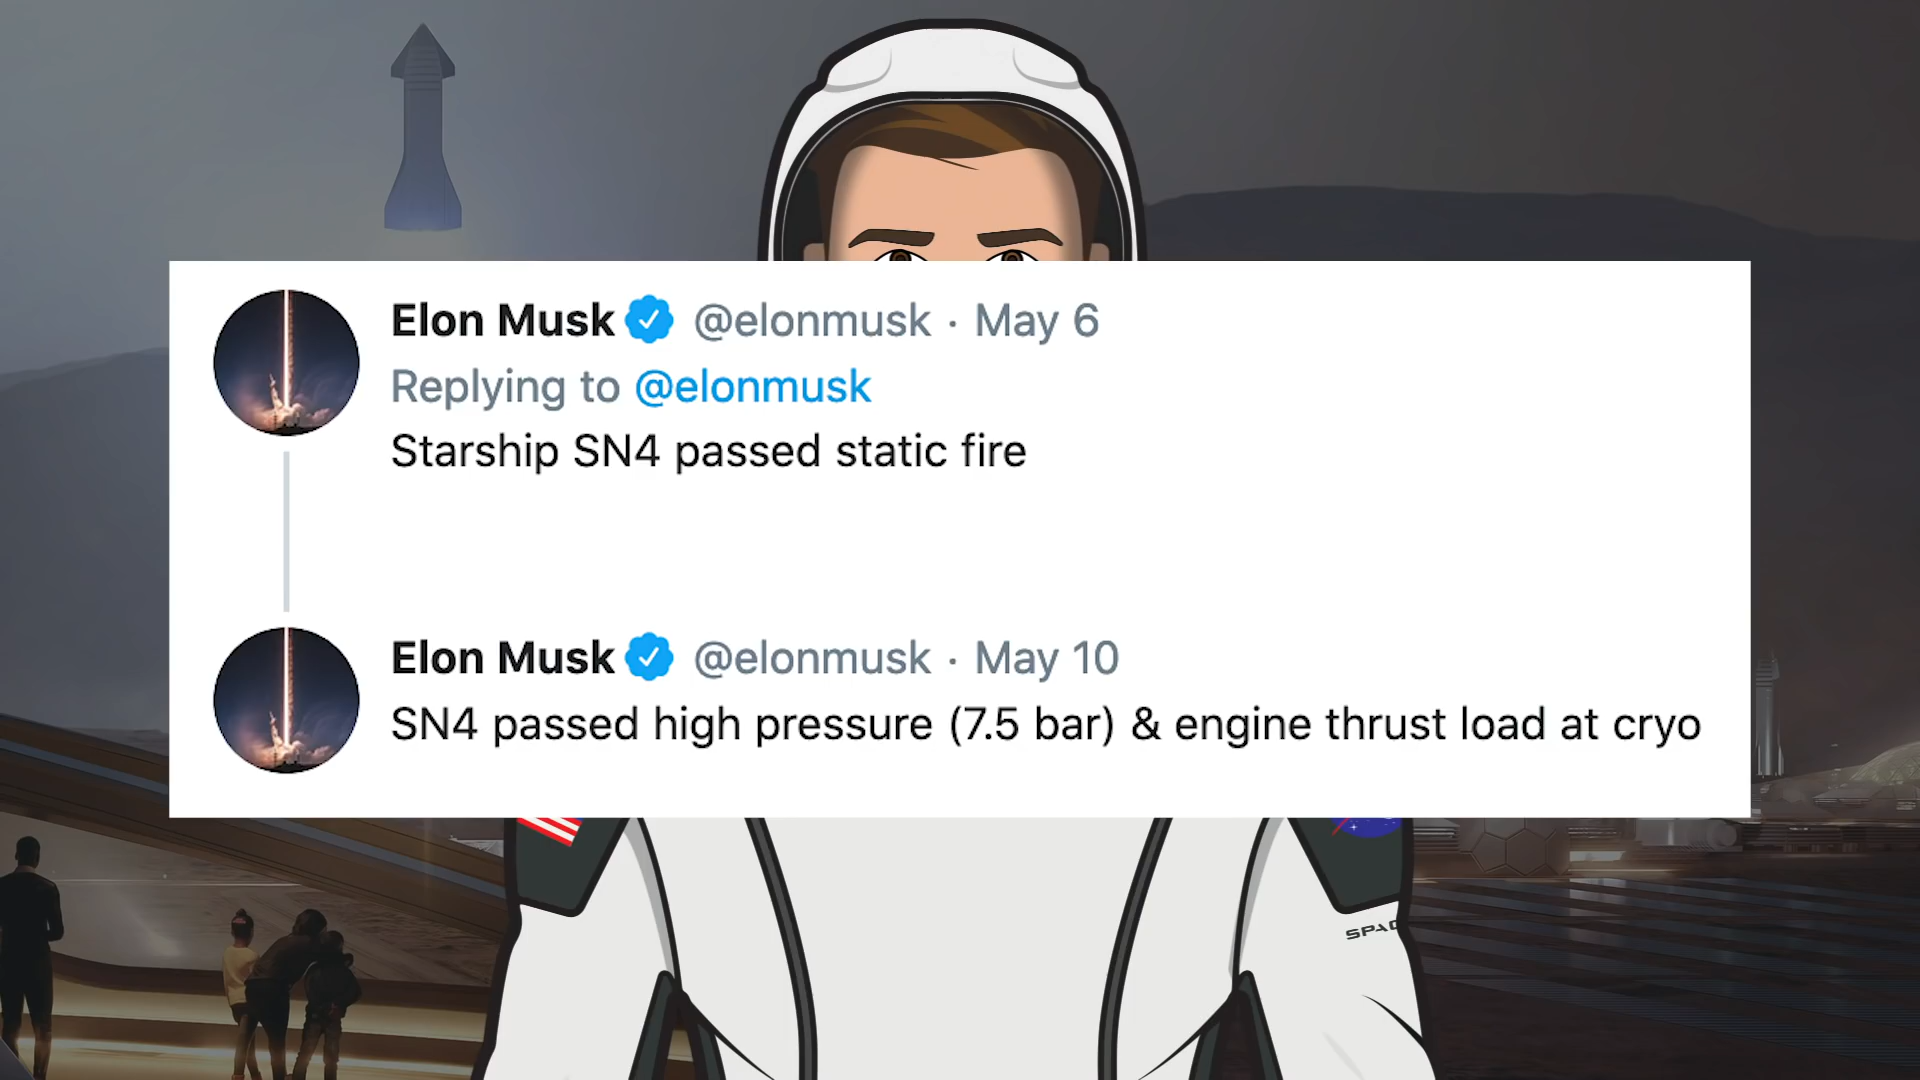 Elon Musk @elonmusk · May 6
Replying to @elonmusk
Starship SN4 passed static fire
Elon Musk @elonmusk · May 10
SN4 passed high pressure (7.5 bar) & engine thrust load at cryo
SPAC